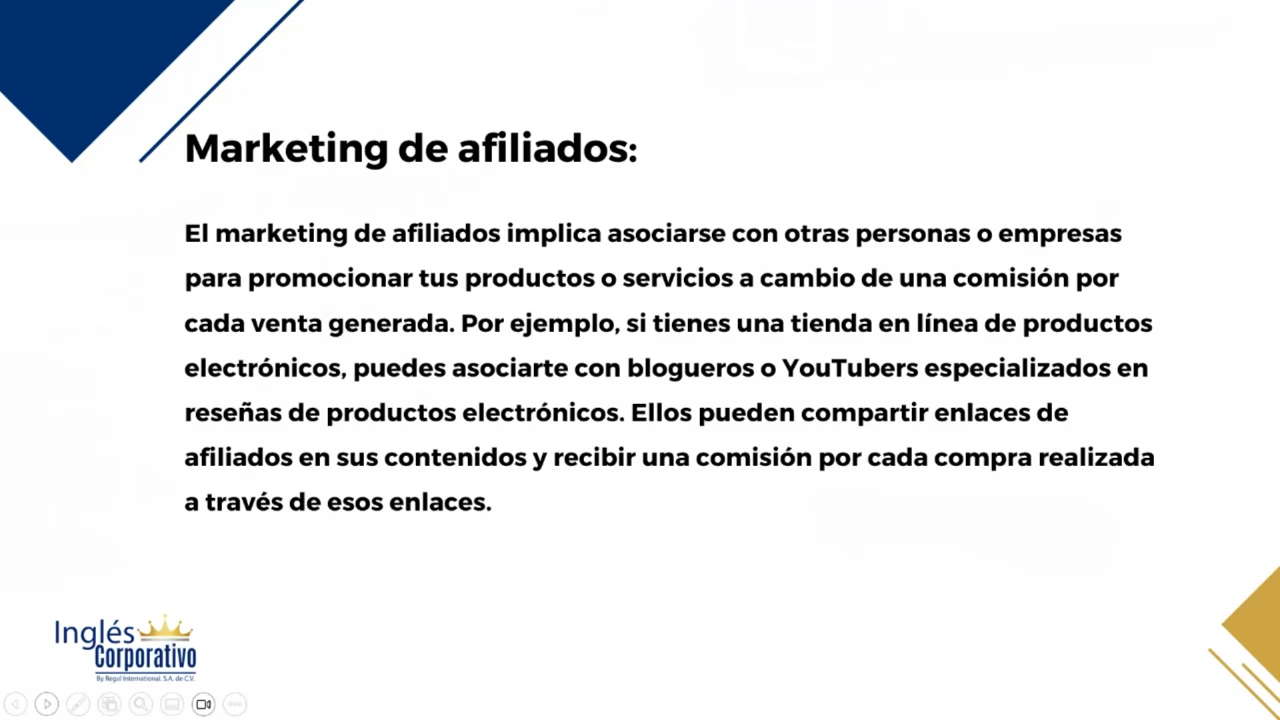 Marketing de afiliados:
El marketing de afiliados implica asociarse con otras personas o empresas
para promocionar tus productos o servicios a cambio de una comisión por
cada venta generada. Por ejemplo, si tienes una tienda en línea de productos
electrónicos, puedes asociarte con blogueros o YouTubers especializados en
reseñas de productos electrónicos. Ellos pueden compartir enlaces de
afiliados en sus contenidos y recibir una comisión por cada compra realizada
a través de esos enlaces.
Inglés
Corporativo
By Regol International, S.A. de C.V.